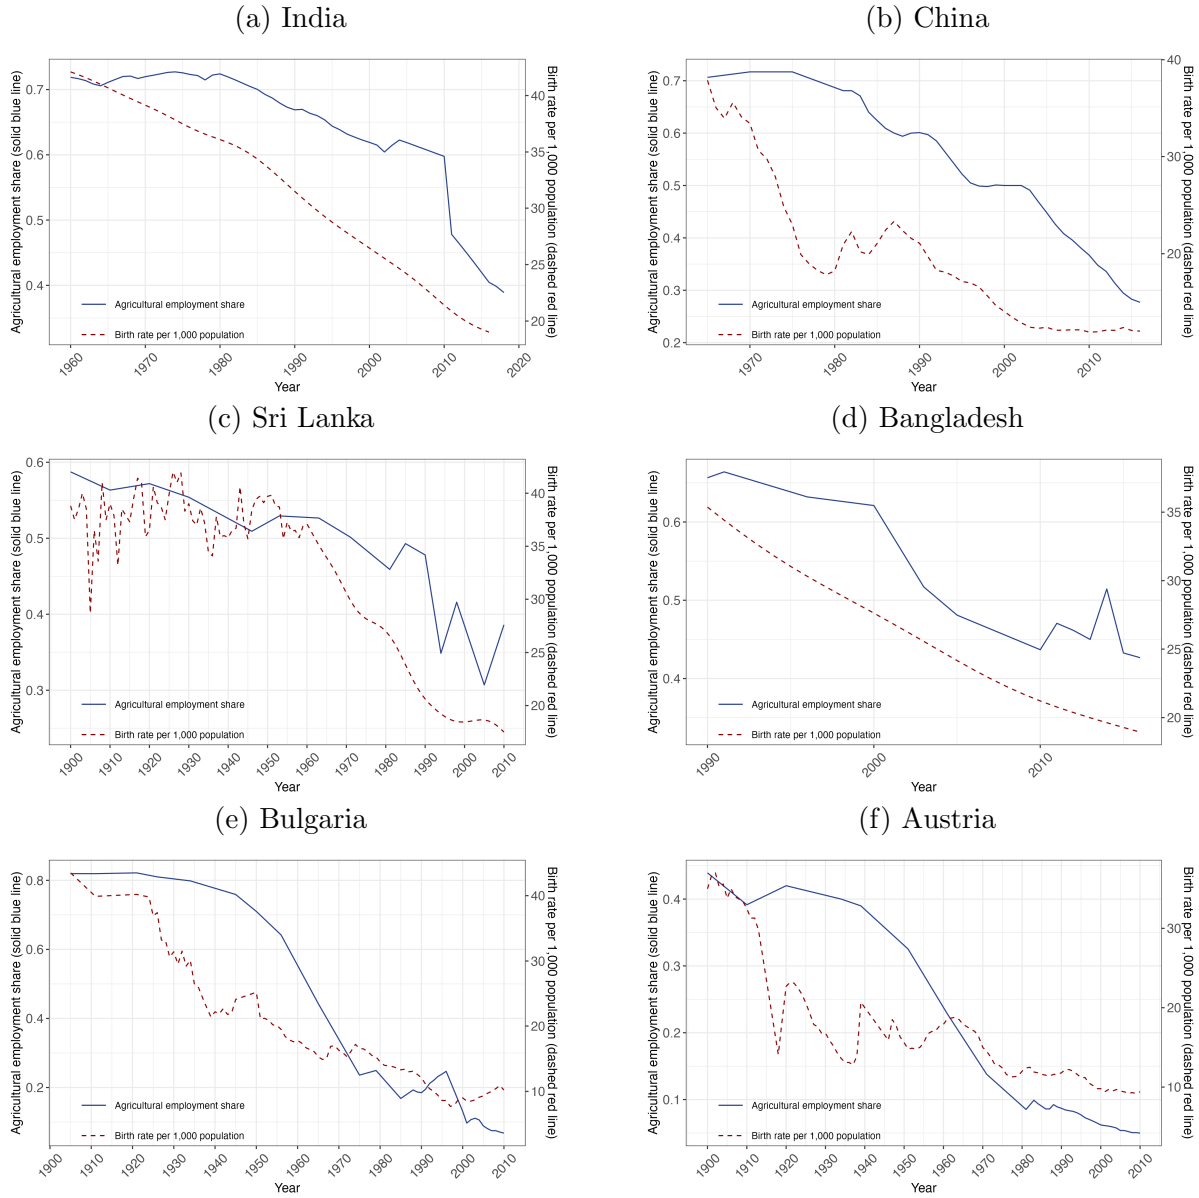 (a) India
Agricultural employment share (solid blue line)
0.7
0.6
0.5
0.4
40
35
30
25
20
Birth rate per 1,000 population (dashed red line)
Agricultural employment share
Birth rate per 1,000 population
1960 1970 1980 1990 2000 2010 2020
Year
(b) China
Agricultural employment share (solid blue line)
0.7
0.6
0.5
0.4
0.3
0.2
40
30
20
Birth rate per 1,000 population (dashed red line)
Agricultural employment share
Birth rate per 1,000 population
1970 1980 1990 2000 2010
Year
(c) Sri Lanka
Agricultural employment share (solid blue line)
0.6
0.5
0.4
0.3
40
35
30
25
20
Birth rate per 1,000 population (dashed red line)
Agricultural employment share
Birth rate per 1,000 population
1900 1910 1920 1930 1940 1950 1960 1970 1980 1990 2000 2010
Year
(d) Bangladesh
Agricultural employment share (solid blue line)
0.6
0.5
0.4
35
30
25
20
Birth rate per 1,000 population (dashed red line)
Agricultural employment share
Birth rate per 1,000 population
1990 2000 2010
Year
(e) Bulgaria
Agricultural employment share (solid blue line)
0.8
0.6
0.4
0.2
40
30
20
10
Birth rate per 1,000 population (dashed red line)
Agricultural employment share
Birth rate per 1,000 population
1900 1910 1920 1930 1940 1950 1960 1970 1980 1990 2000 2010
Year
(f) Austria
Agricultural employment share (solid blue line)
0.4
0.3
0.2
0.1
30
20
10
Birth rate per 1,000 population (dashed red line)
Agricultural employment share
Birth rate per 1,000 population
1900 1910 1920 1930 1940 1950 1960 1970 1980 1990 2000 2010
Year